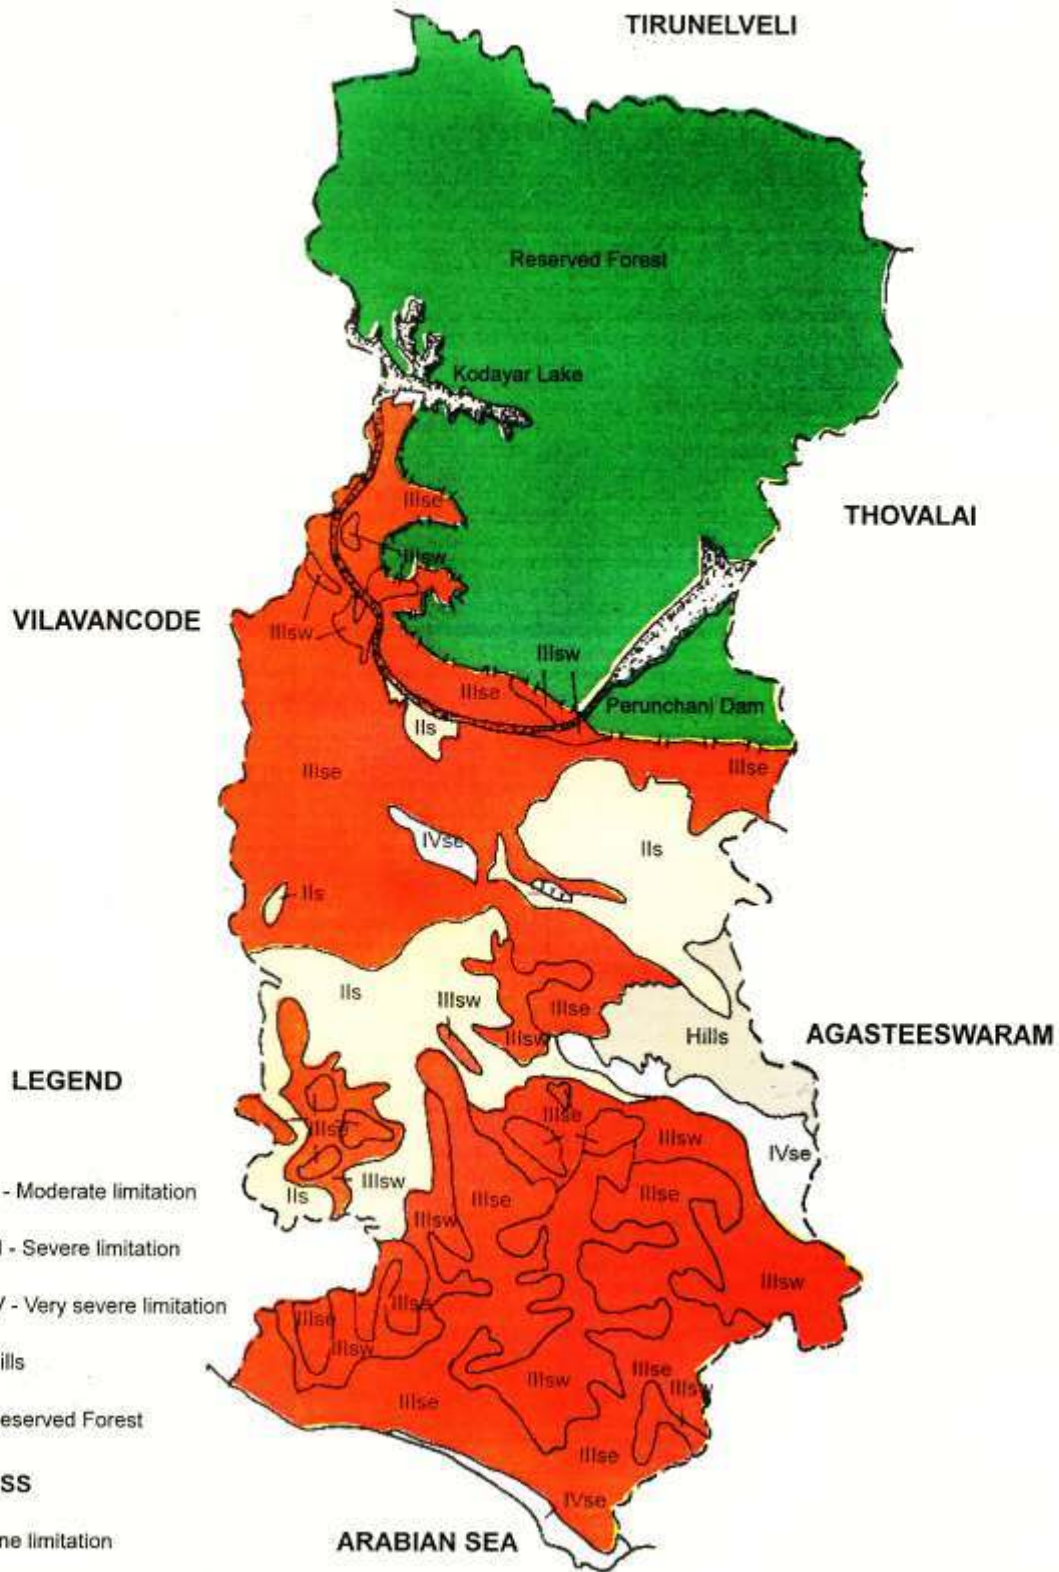 TIRUNELVELI
Reserved Forest
Kodayar Lake
IIIse
THOVALAI
IIIsw
VILAVANCODE
IIIsw
IIIsw
IIIse
Perunchani Dam
IIs
IIIse
IIIse
IVse
IIs
IIs
IIs
IIIsw
IIIse
IIIsw
Hills
AGASTEESWARAM
LEGEND
IIIse
IIIse
IIIsw
IVse
- Moderate limitation
IIs
IIIsw
IIIse
IIIse
IIIsw
- Severe limitation
IIIsw
- Very severe limitation
IIIse
IIIse
IIIsw
ills
IIIsw
IIIse
IIIsw
eserved Forest
IIIse
IIIse
SS
IVse
ne limitation
ARABIAN SEA